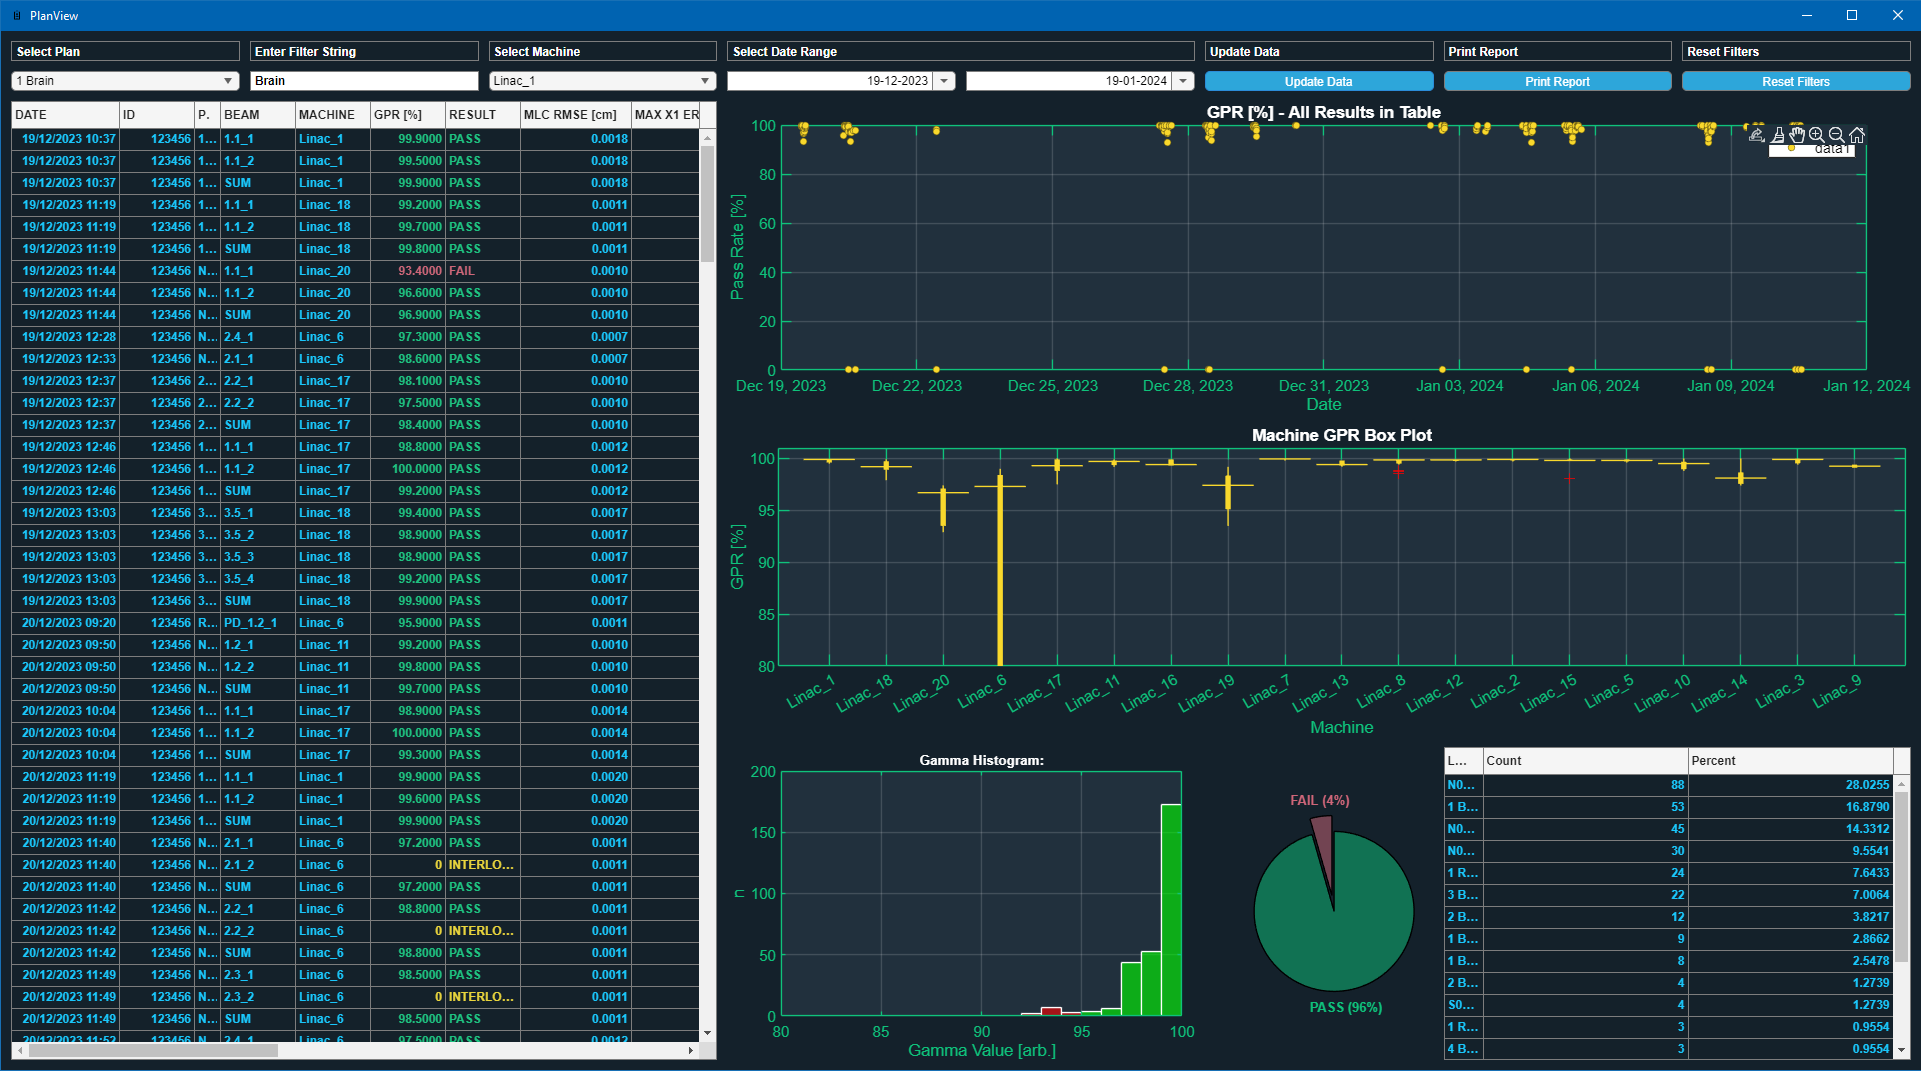 PlanView
Select Plan
Enter Filter String
Select Machine
Select Date Range
Update Data
Print Report
Reset Filters
1 Brain
Brain
Linac_1
19-12-2023
19-01-2024
Update Data
Print Report
Reset Filters
DATE ID P. BEAM MACHINE GPR [%] RESULT MLC RMSE [cm] MAX X1 ER
19/12/2023 10:37 123456 1... 1.1_1 Linac_1 99.9000 PASS 0.0018
19/12/2023 10:37 123456 1... 1.1_2 Linac_1 99.5000 PASS 0.0018
19/12/2023 10:37 123456 1... SUM Linac_1 99.9000 PASS 0.0018
19/12/2023 11:19 123456 1... 1.1_1 Linac_18 99.2000 PASS 0.0011
19/12/2023 11:19 123456 1... 1.1_2 Linac_18 99.7000 PASS 0.0011
19/12/2023 11:19 123456 1... SUM Linac_18 99.8000 PASS 0.0011
19/12/2023 11:44 123456 N... 1.1_1 Linac_20 93.4000 FAIL 0.0010
19/12/2023 11:44 123456 N... 1.1_2 Linac_20 96.6000 PASS 0.0010
19/12/2023 11:44 123456 N... SUM Linac_20 96.9000 PASS 0.0010
19/12/2023 12:28 123456 N... 2.4_1 Linac_6 97.3000 PASS 0.0007
19/12/2023 12:33 123456 N... 2.1_1 Linac_6 98.6000 PASS 0.0007
19/12/2023 12:37 123456 2... 2.2_1 Linac_17 98.1000 PASS 0.0010
19/12/2023 12:37 123456 2... 2.2_2 Linac_17 97.5000 PASS 0.0010
19/12/2023 12:37 123456 2... SUM Linac_17 98.4000 PASS 0.0010
19/12/2023 12:46 123456 1... 1.1_1 Linac_17 98.8000 PASS 0.0012
19/12/2023 12:46 123456 1... 1.1_2 Linac_17 100.0000 PASS 0.0012
19/12/2023 12:46 123456 1... SUM Linac_17 99.2000 PASS 0.0012
19/12/2023 13:03 123456 3... 3.5_1 Linac_18 99.4000 PASS 0.0017
19/12/2023 13:03 123456 3... 3.5_2 Linac_18 98.9000 PASS 0.0017
19/12/2023 13:03 123456 3... 3.5_3 Linac_18 98.9000 PASS 0.0017
19/12/2023 13:03 123456 3... 3.5_4 Linac_18 99.2000 PASS 0.0017
19/12/2023 13:03 123456 3... SUM Linac_18 99.9000 PASS 0.0017
20/12/2023 09:20 123456 R... PD_1.2_1 Linac_6 95.9000 PASS 0.0011
20/12/2023 09:50 123456 N... 1.2_1 Linac_11 99.2000 PASS 0.0010
20/12/2023 09:50 123456 N... 1.2_2 Linac_11 99.8000 PASS 0.0010
20/12/2023 09:50 123456 N... SUM Linac_11 99.7000 PASS 0.0010
20/12/2023 10:04 123456 1... 1.1_1 Linac_17 98.9000 PASS 0.0014
20/12/2023 10:04 123456 1... 1.1_2 Linac_17 100.0000 PASS 0.0014
20/12/2023 10:04 123456 1... SUM Linac_17 99.3000 PASS 0.0014
20/12/2023 11:19 123456 1... 1.1_1 Linac_1 99.9000 PASS 0.0020
20/12/2023 11:19 123456 1... 1.1_2 Linac_1 99.6000 PASS 0.0020
20/12/2023 11:19 123456 1... SUM Linac_1 99.9000 PASS 0.0020
20/12/2023 11:40 123456 N... 2.1_1 Linac_6 97.2000 PASS 0.0011
20/12/2023 11:40 123456 N... 2.1_2 Linac_6 0 INTERLO... 0.0011
20/12/2023 11:40 123456 N... SUM Linac_6 97.2000 PASS 0.0011
20/12/2023 11:42 123456 N... 2.2_1 Linac_6 98.8000 PASS 0.0011
20/12/2023 11:42 123456 N... 2.2_2 Linac_6 0 INTERLO... 0.0011
20/12/2023 11:42 123456 N... SUM Linac_6 98.8000 PASS 0.0011
20/12/2023 11:49 123456 N... 2.3_1 Linac_6 98.5000 PASS 0.0011
20/12/2023 11:49 123456 N... 2.3_2 Linac_6 0 INTERLO... 0.0011
20/12/2023 11:49 123456 N... SUM Linac_6 98.5000 PASS 0.0011
20/12/2023 11:52 123456 N... 2.4_1 Linac_6 97.5000 PASS 0.0012
GPR [%] - All Results in Table
data1
Pass Rate [%]
100
80
60
40
20
0
Dec 19, 2023 Dec 22, 2023 Dec 25, 2023 Dec 28, 2023 Dec 31, 2023 Jan 03, 2024 Jan 06, 2024 Jan 09, 2024 Jan 12, 2024
Date
Machine GPR Box Plot
GPR [%]
100
95
90
85
80
Linac_1 Linac_18 Linac_20 Linac_6 Linac_17 Linac_11 Linac_16 Linac_19 Linac_7 Linac_13 Linac_8 Linac_12 Linac_2 Linac_15 Linac_5 Linac_10 Linac_14 Linac_3 Linac_9
Machine
Gamma Histogram:
n
200
150
100
50
0
80 85 90 95 100
Gamma Value [arb.]
FAIL (4%)
PASS (96%)
L... Count Percent
N0... 88 28.0255
1 B... 53 16.8790
N0... 45 14.3312
N0... 30 9.5541
1 R... 24 7.6433
3 B... 22 7.0064
2 B... 12 3.8217
1 B... 9 2.8662
1 B... 8 2.5478
2 B... 4 1.2739
S0... 4 1.2739
1 R... 3 0.9554
4 B... 3 0.9554